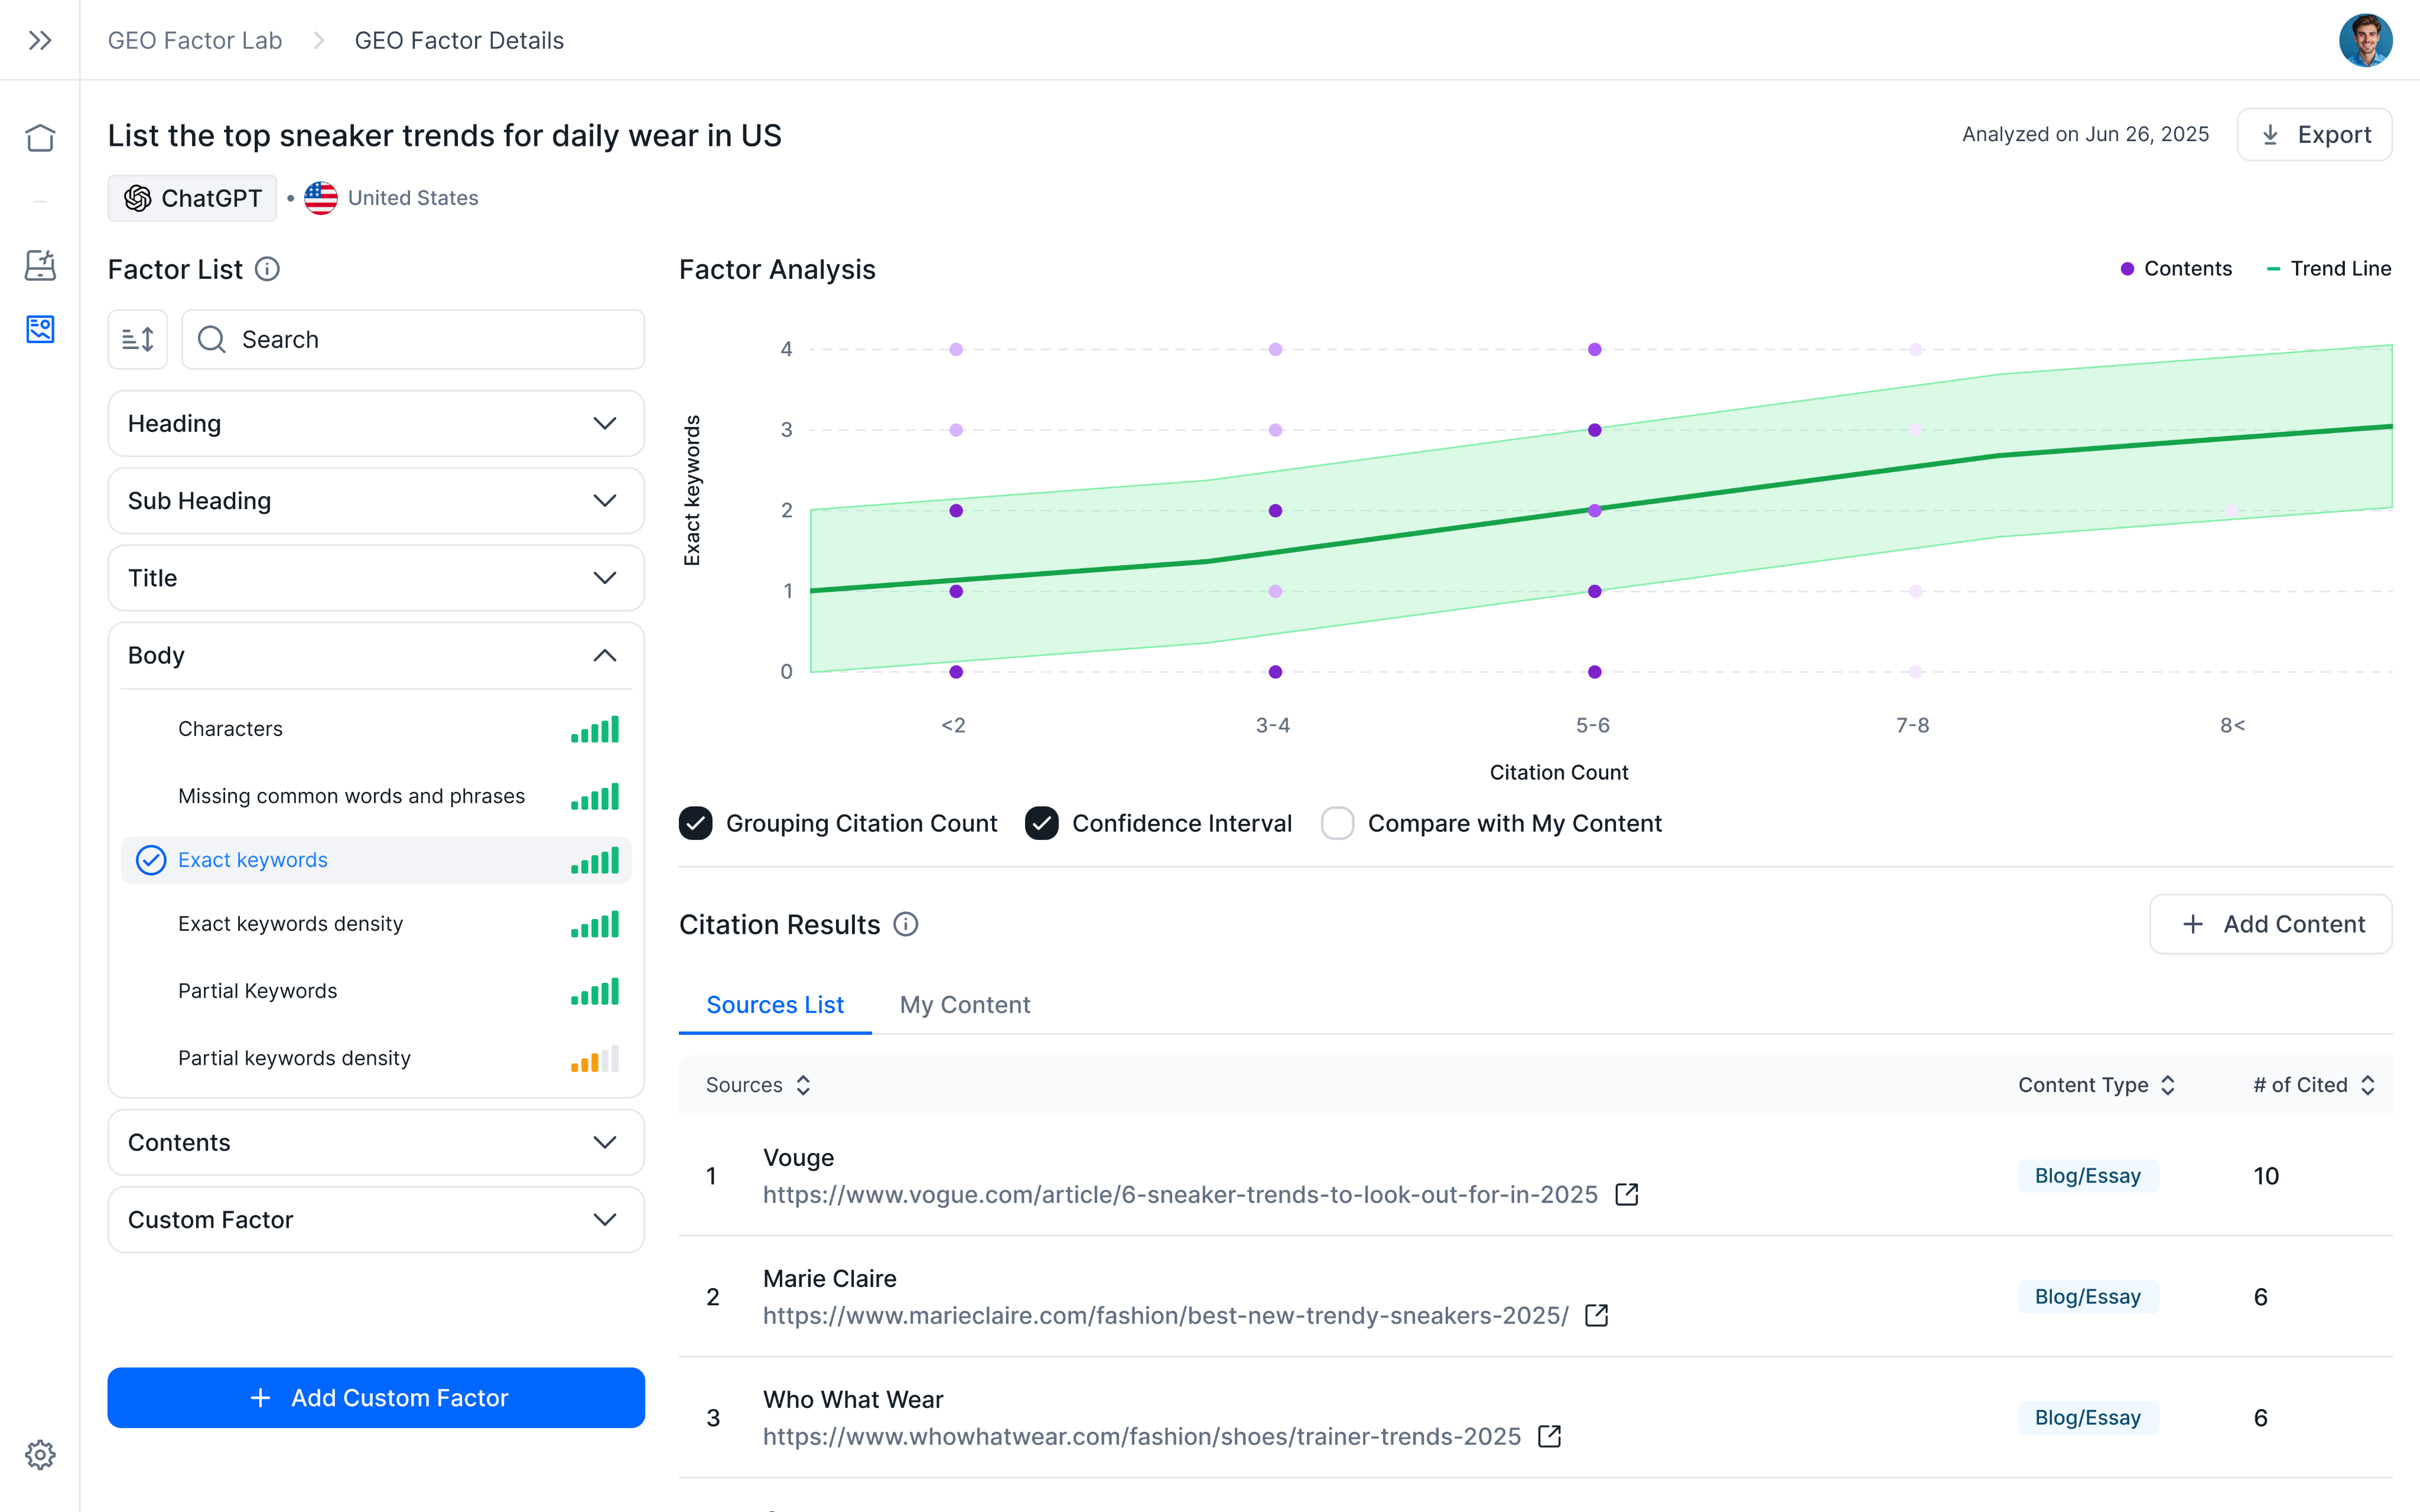 GEO Factor Lab
GEO Factor Details
List the top sneaker trends for daily wear in US
Analyzed on Jun 26, 2025
Export
ChatGPT
• United States
Factor List
Search
Heading
Sub Heading
Title
Body
Characters
Missing common words and phrases
Exact keywords
Exact keywords density
Partial Keywords
Partial keywords density
Contents
Custom Factor
Add Custom Factor
Factor Analysis
Contents
Trend Line
Exact keywords
4
3
2
1
0
<2
3-4
5-6
7-8
8<
Citation Count
Grouping Citation Count
Confidence Interval
Compare with My Content
Citation Results
Add Content
Sources List
My Content
Sources
Content Type
# of Cited
1
Vouge
https://www.vogue.com/article/6-sneaker-trends-to-look-out-for-in-2025
Blog/Essay
10
2
Marie Claire
https://www.marieclaire.com/fashion/best-new-trendy-sneakers-2025/
Blog/Essay
6
3
Who What Wear
https://www.whowhatwear.com/fashion/shoes/trainer-trends-2025
Blog/Essay
6